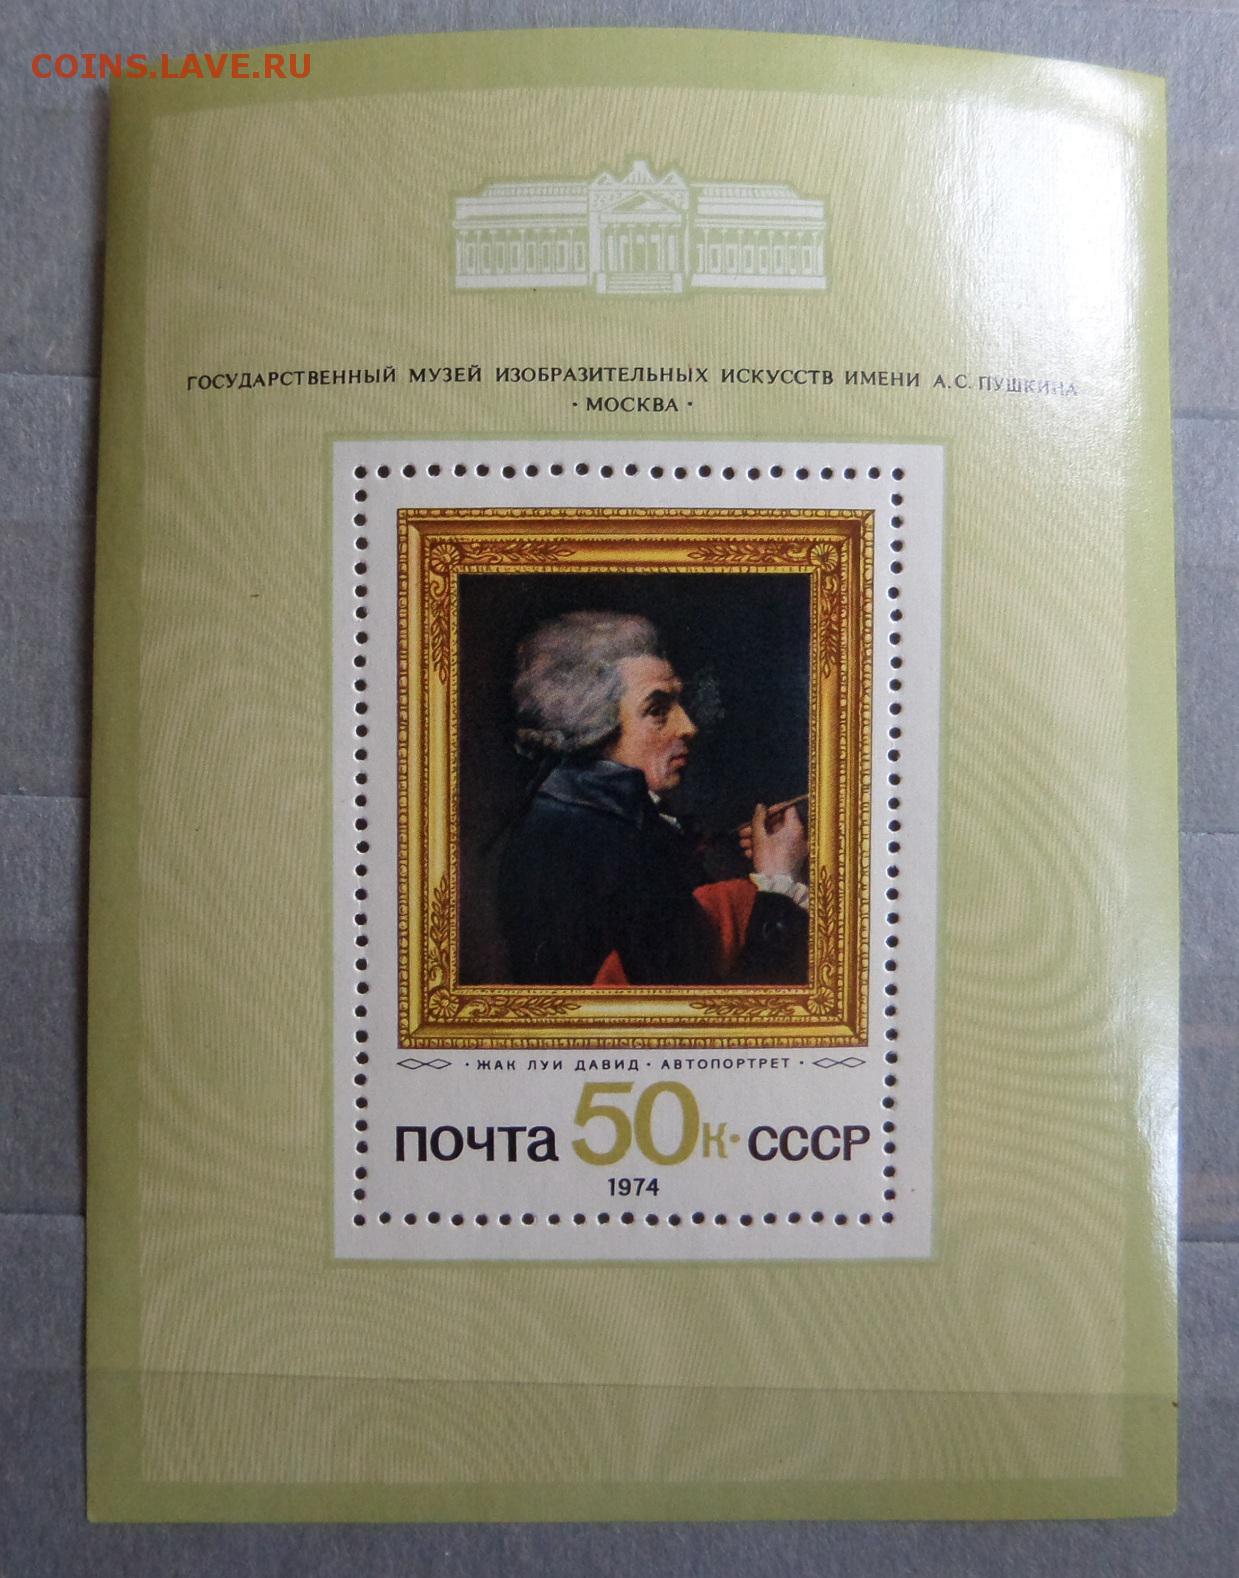 COINS.LAVE.RU
ГОСУДАРСТВЕННЫЙ МУЗЕЙ ИЗОБРАЗИТЕЛЬНЫХ ИСКУССТВ ИМЕНИ А.С. ПУШКИНА
· МОСКВА ·
· ЖАК ЛУИ ДАВИД · АВТОПОРТРЕТ ·
ПОЧТА 50К · СССР
1974